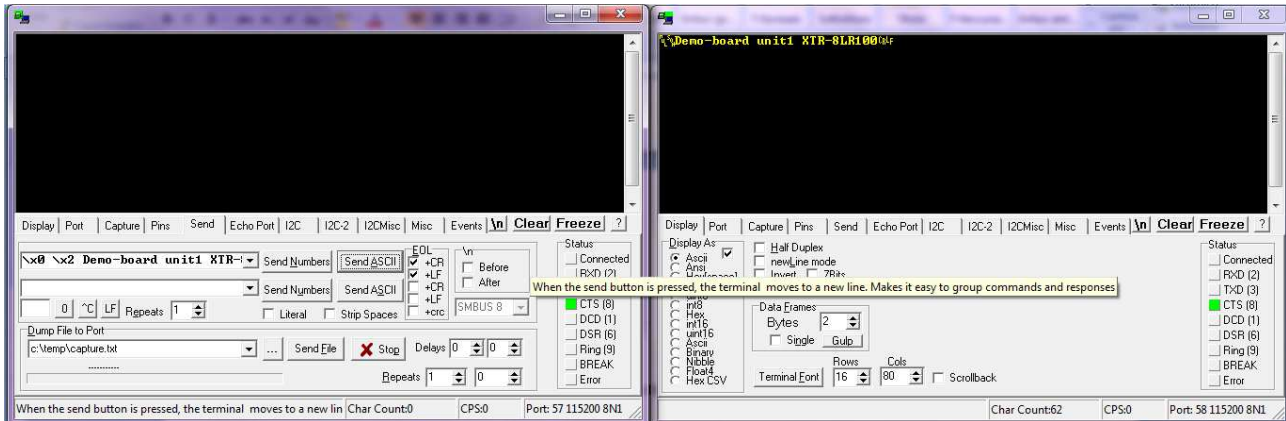 Display Port Capture Pins Send Echo Port I2C I2C-2 I2CMisc Misc Events \n Clear Freeze ?
\x0 \x2 Demo-board unit1 XTR- Send Numbers Send ASCII
EOL
+CR
+LF
+CR
+LF
+crc
\n
Before
After
Send Numbers Send ASCII
SMBUS 8
0 ^C LF Repeats 1
Literal Strip Spaces
Dump File to Port
c:\temp\capture.txt ... Send File Stop Delays 0 0
Repeats 1 0
Status
Connected
RXD (2)
CTS (8)
DCD (1)
DSR (6)
Ring (9)
BREAK
Error
When the send button is pressed, the terminal moves to a new lin Char Count:0 CPS:0 Port: 57 115200 8N1
When the send button is pressed, the terminal moves to a new line. Makes it easy to group commands and responses
Demo-board unit1 XTR-8LR100
Display Port Capture Pins Send Echo Port I2C I2C-2 I2CMisc Misc Events \n Clear Freeze ?
Display As
Ascii
Ansi
int8
Hex
int16
uint16
Ascii
Binary
Nibble
Float4
Hex CSV
Half Duplex
newLine mode
Invert 7Bits
Data Frames
Bytes 2
Single Gulp
Rows Cols
Terminal Font 16 80 Scrollback
Status
Connected
RXD (2)
TXD (3)
CTS (8)
DCD (1)
DSR (6)
Ring (9)
BREAK
Error
Char Count:62 CPS:0 Port: 58 115200 8N1